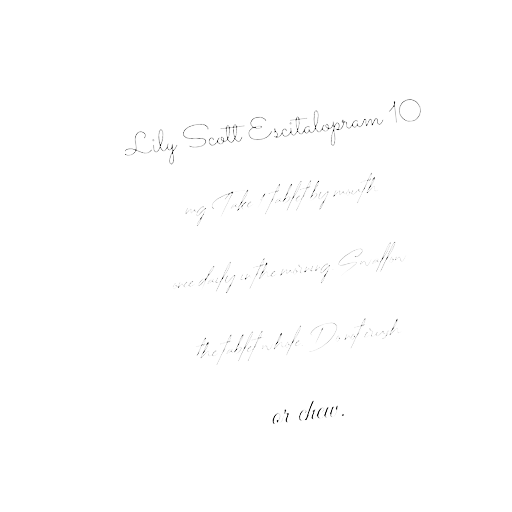 Lily Scott Escitalopram 10
mg Take 1 tablet by mouth
once daily in the morning Swallow
the tablet whole Do not crush
or chew.